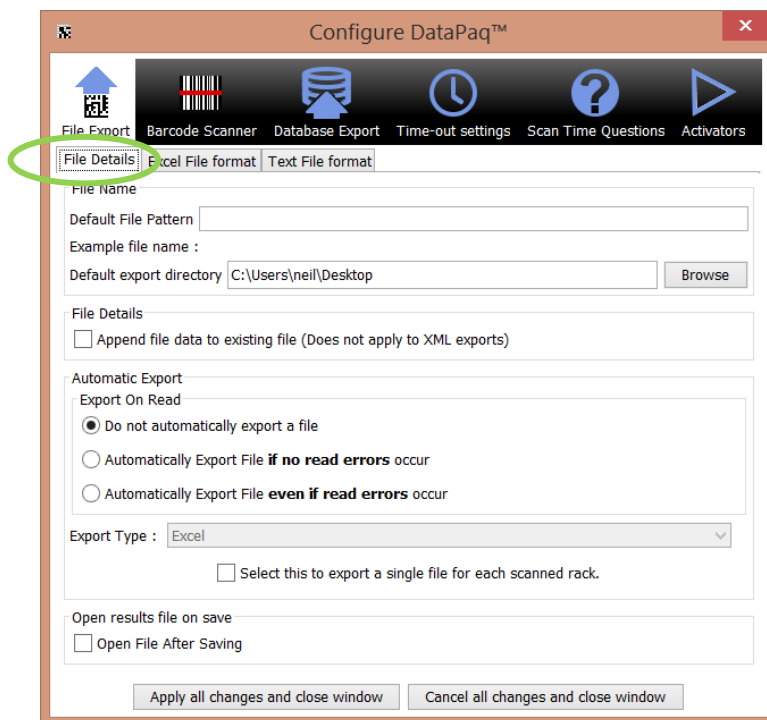 Configure DataPaq™
File Export Barcode Scanner Database Export Time-out settings Scan Time Questions Activators
File Details Excel File format Text File format
File Name
Default File Pattern
Example file name :
Default export directory C:\Users\neil\Desktop Browse
File Details
Append file data to existing file (Does not apply to XML exports)
Automatic Export
Export On Read
Do not automatically export a file
Automatically Export File if no read errors occur
Automatically Export File even if read errors occur
Export Type : Excel
Select this to export a single file for each scanned rack.
Open results file on save
Open File After Saving
Apply all changes and close window Cancel all changes and close window